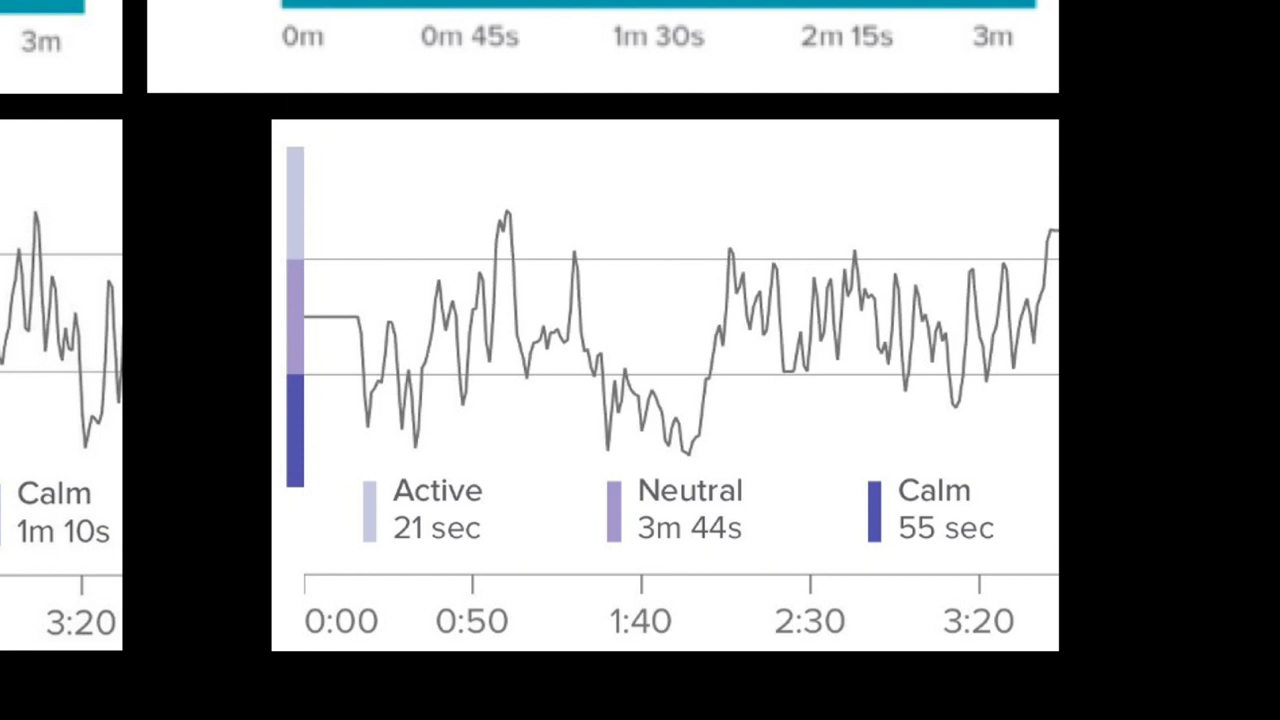 3m
0m 0m 45s 1m 30s 2m 15s 3m
Calm
1m 10s
3:20
Active Neutral Calm
21 sec 3m 44s 55 sec
0:00 0:50 1:40 2:30 3:20